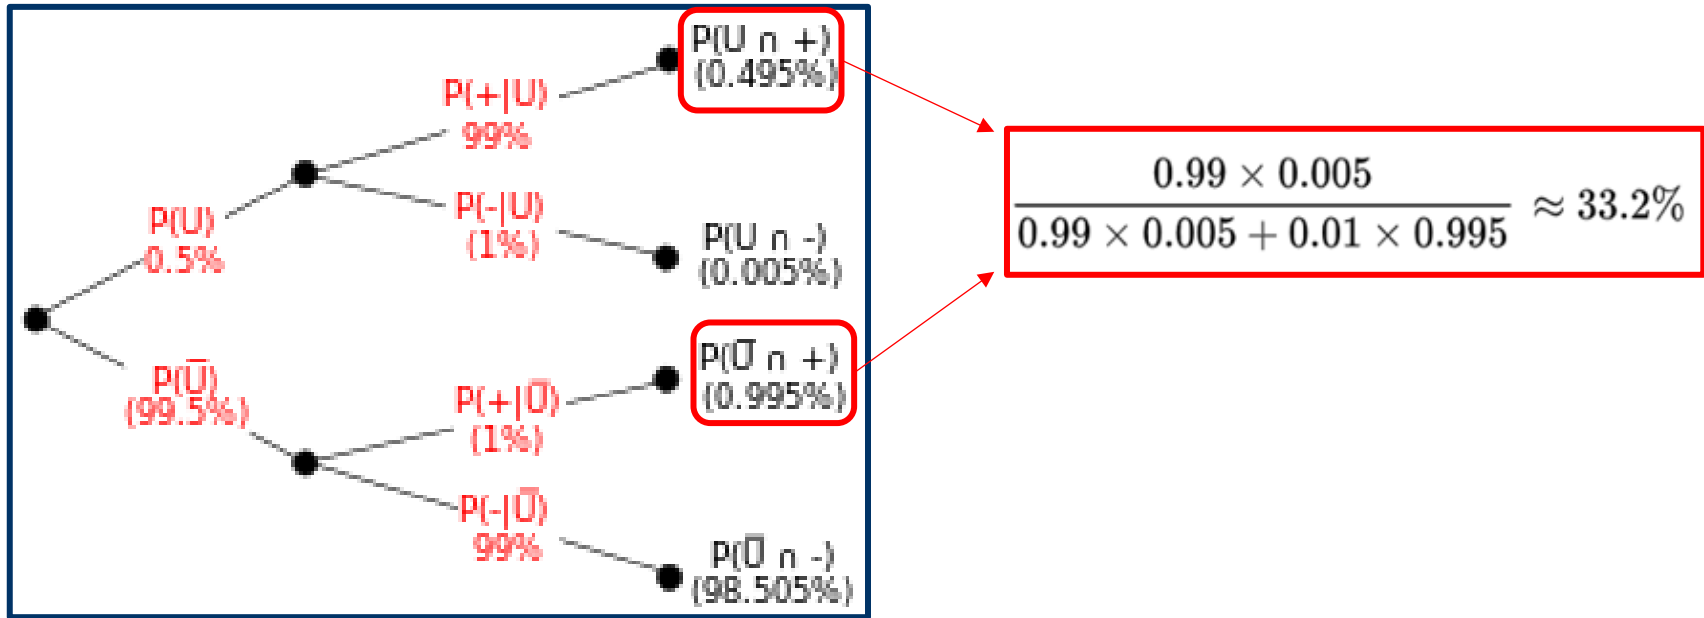 P(U ∩ +)
(0.495%)
P(+|U)
99%
P(-|U)
(1%)
P(U)
0.5%
P(U ∩ -)
(0.005%)
P(U̅)
(99.5%)
P(+|U̅)
(1%)
P(U̅ ∩ +)
(0.995%)
P(-|U̅)
99%
P(U̅ ∩ -)
(98.505%)
0.99 × 0.005
0.99 × 0.005 + 0.01 × 0.995
≈ 33.2%